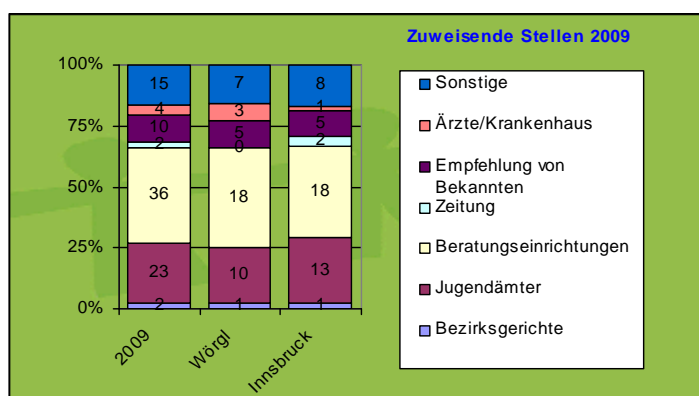 Zuweisende Stellen 2009
100%
75%
50%
25%
0%
15
4
10
2
36
23
2
7
3
5
0
18
10
1
8
1
5
2
18
13
1
2009
Wörgl
Innsbruck
Sonstige
Ärzte/Krankenhaus
Empfehlung von
Bekannten
Zeitung
Beratungseinrichtungen
Jugendämter
Bezirksgerichte